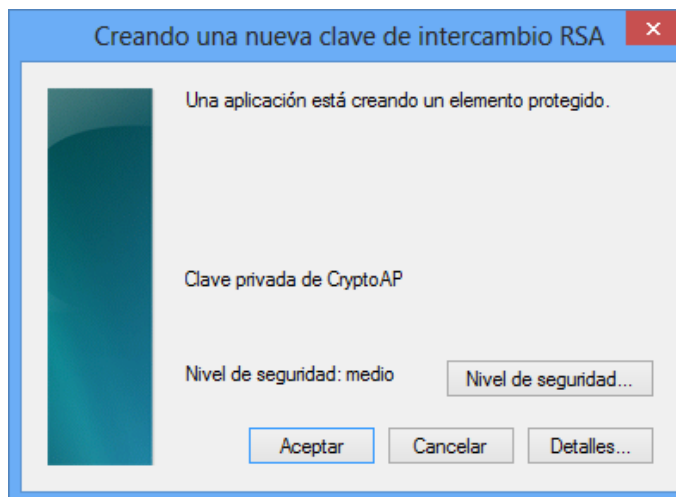 Creando una nueva clave de intercambio RSA
Una aplicación está creando un elemento protegido.
Clave privada de CryptoAP
Nivel de seguridad: medio
Nivel de seguridad...
Aceptar
Cancelar
Detalles...